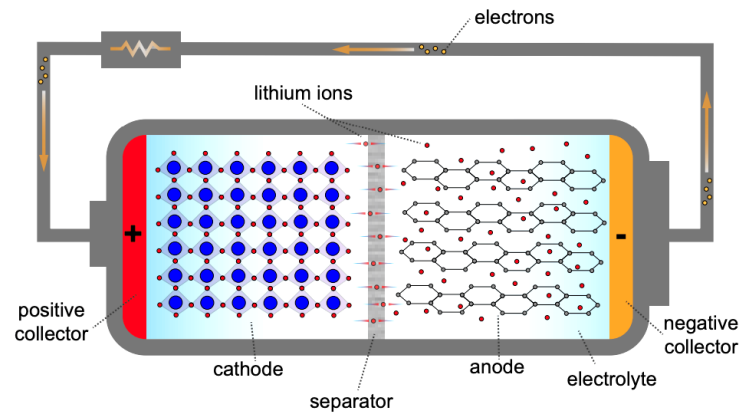 electrons
lithium ions
+
-
positive
collector
negative
collector
cathode
anode
electrolyte
separator